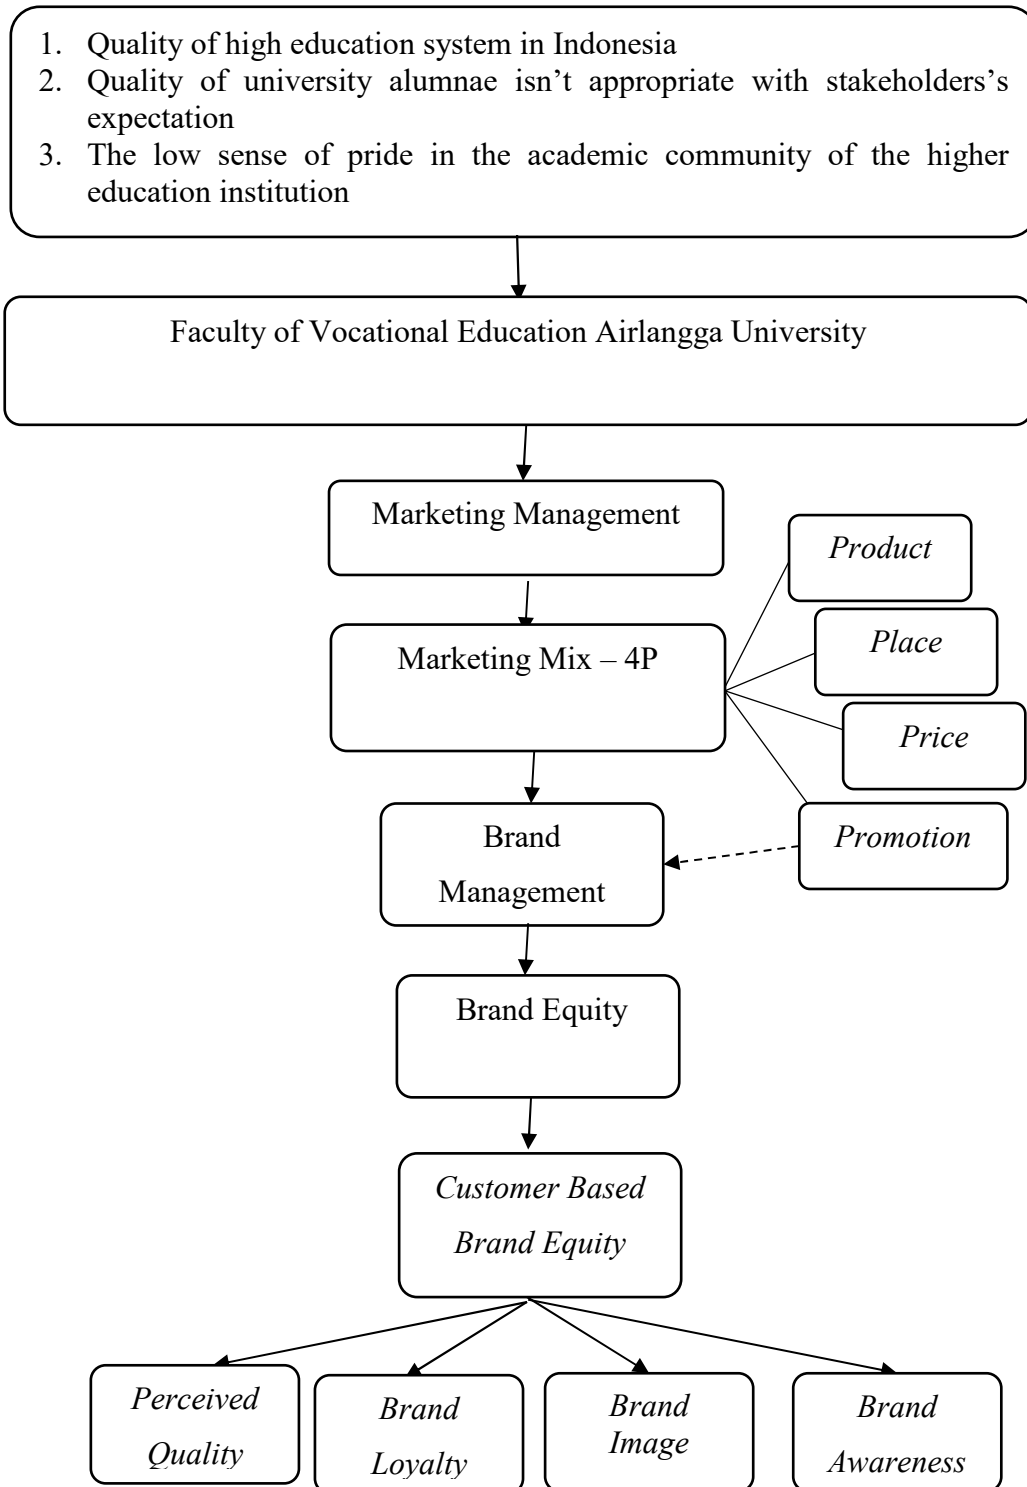 1. Quality of high education system in Indonesia
2. Quality of university alumnae isn’t appropriate with stakeholders’s
expectation
3. The low sense of pride in the academic community of the higher
education institution
Faculty of Vocational Education Airlangga University
Marketing Management
Product
Place
Marketing Mix – 4P
Price
Promotion
Brand
Management
Brand Equity
Customer Based
Brand Equity
Perceived
Quality
Brand
Loyalty
Brand
Image
Brand
Awareness